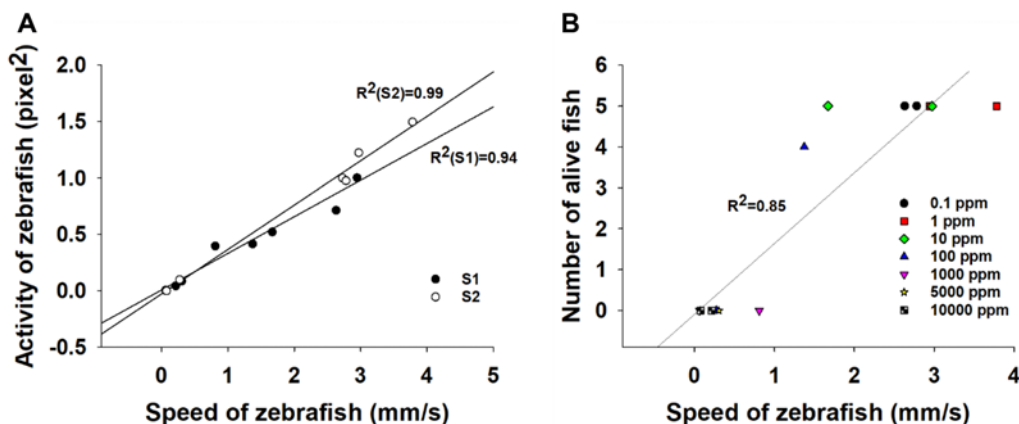 A
Activity of zebrafish (pixel²)
2.0
1.5
1.0
0.5
0.0
-0.5
R²(S2)=0.99
R²(S1)=0.94
S1
S2
0 1 2 3 4 5
Speed of zebrafish (mm/s)
B
Number of alive fish
6
5
4
3
2
1
0
R²=0.85
0.1 ppm
1 ppm
10 ppm
100 ppm
1000 ppm
5000 ppm
10000 ppm
0 1 2 3 4
Speed of zebrafish (mm/s)